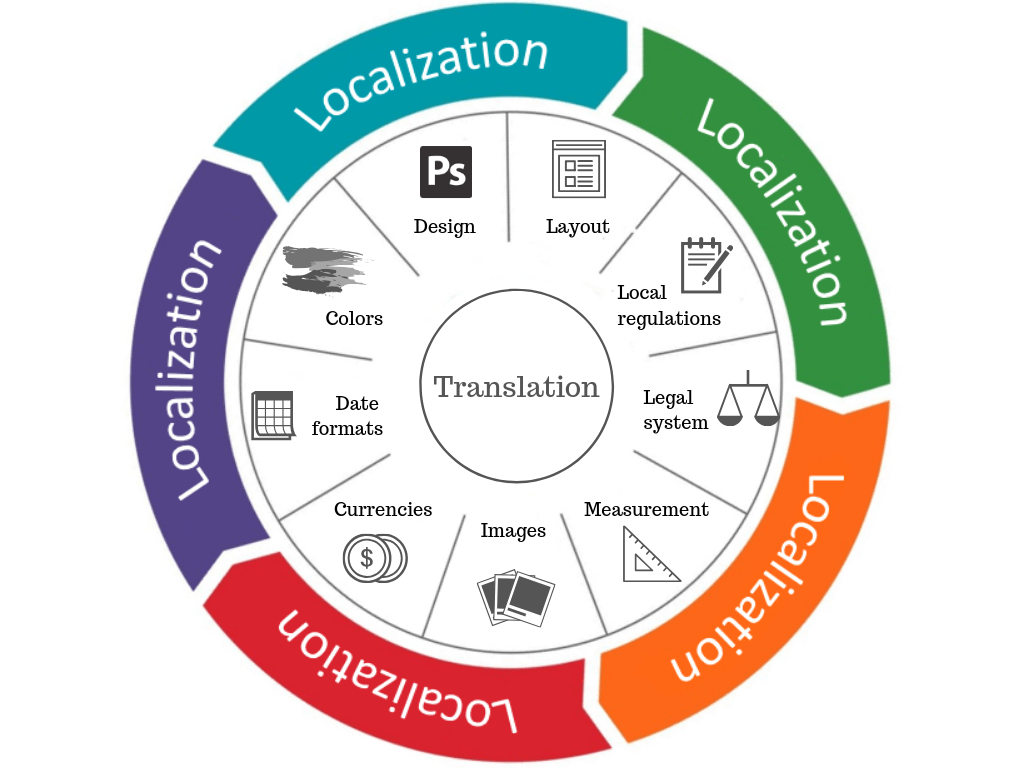 Localization
Localization
Localization
Localization
Localization
Ps
Design
Layout
Local
regulations
Legal
system
Measurement
Images
Currencies
$
Date
formats
Colors
Translation